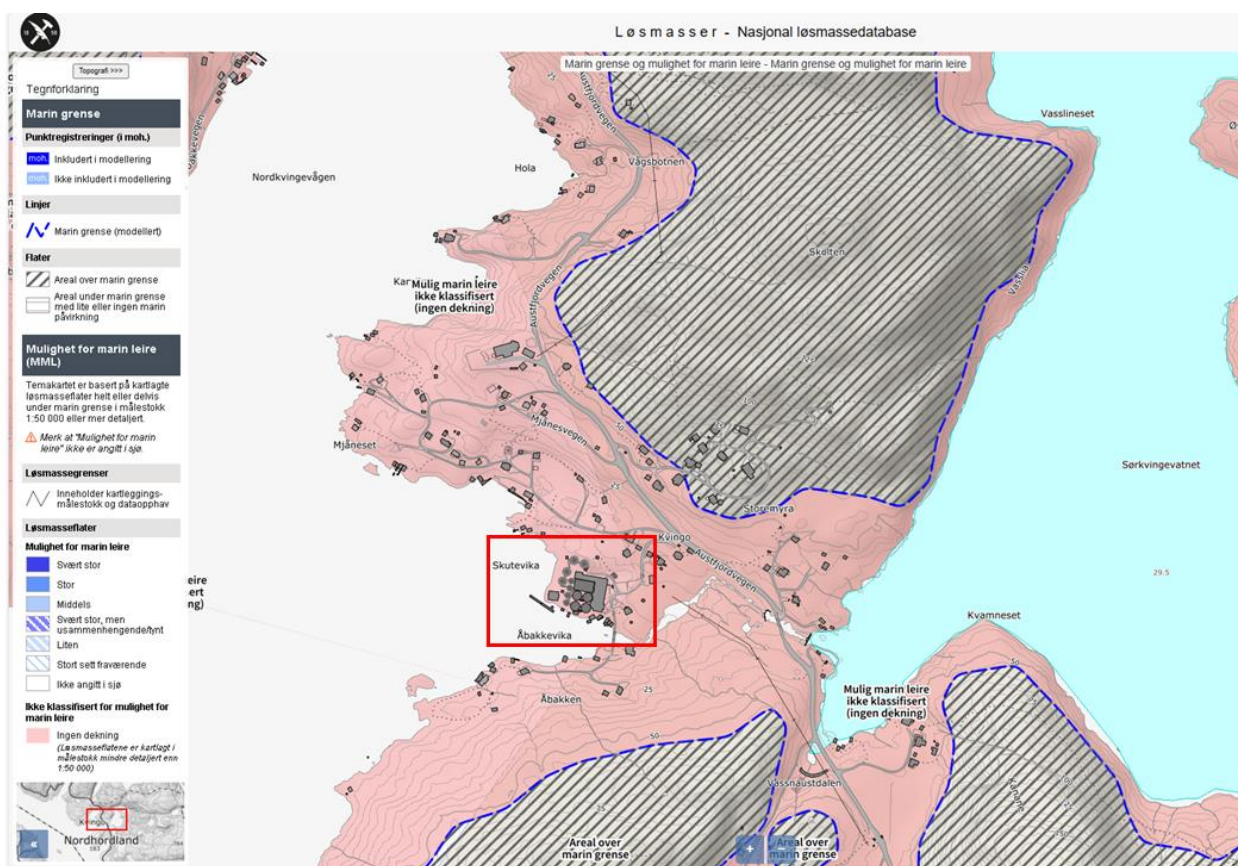 Løsmasser - Nasjonal løsmassedatabase
Marin grense og mulighet for marin leire - Marin grense og mulighet for marin leire
Topografi >>>
Tegnforklaring
Marin grense
Punktregistreringer (i moh.)
moh. Inkludert i modellering
moh. Ikke inkludert i modellering
Linjer
Marin grense (modellert)
Flater
Areal over marin grense
Areal under marin grense
med lite eller ingen marin
påvirkning
Mulighet for marin leire
(MML)
Temakartet er basert på kartlagte
løsmasseflater helt eller delvis
under marin grense i målestokk
1:50 000 eller mer detaljert.
Merk at "Mulighet for marin
leire" ikke er angitt i sjø.
Løsmassegrenser
Inneholder kartleggings-
målestokk og dataopphav
Løsmasseflater
Mulighet for marin leire
Svært stor
Stor
Middels
Svært stor, men
usammenhengende/tynt
Liten
Stort sett fraværende
Ikke angitt i sjø
Ikke klassifisert for mulighet for
marin leire
Ingen dekning
(Løsmasseflatene er kartlagt i
målestokk mindre detaljert enn
1:50 000)
Nordhordland
«
Vasslineset
Vågsbotnen
Hola
Nordkvingevågen
Skolten
Vasslia
Austfjordvegen
Austfjordvegen
Mulig marin leire
ikke klassifisert
(ingen dekning)
Mjånesvegen
50
Mjåneset
Sørkvingevatnet
Storemyra
Kvingo
Austfjordvegen
Skutevika
29.5
Åbakkevika
Kvamneset
Åbakken
25
50
Mulig marin leire
ikke klassifisert
(ingen dekning)
Vassnaustdalen
Kånane
Areal over
marin grense
+
Areal over
marin grense